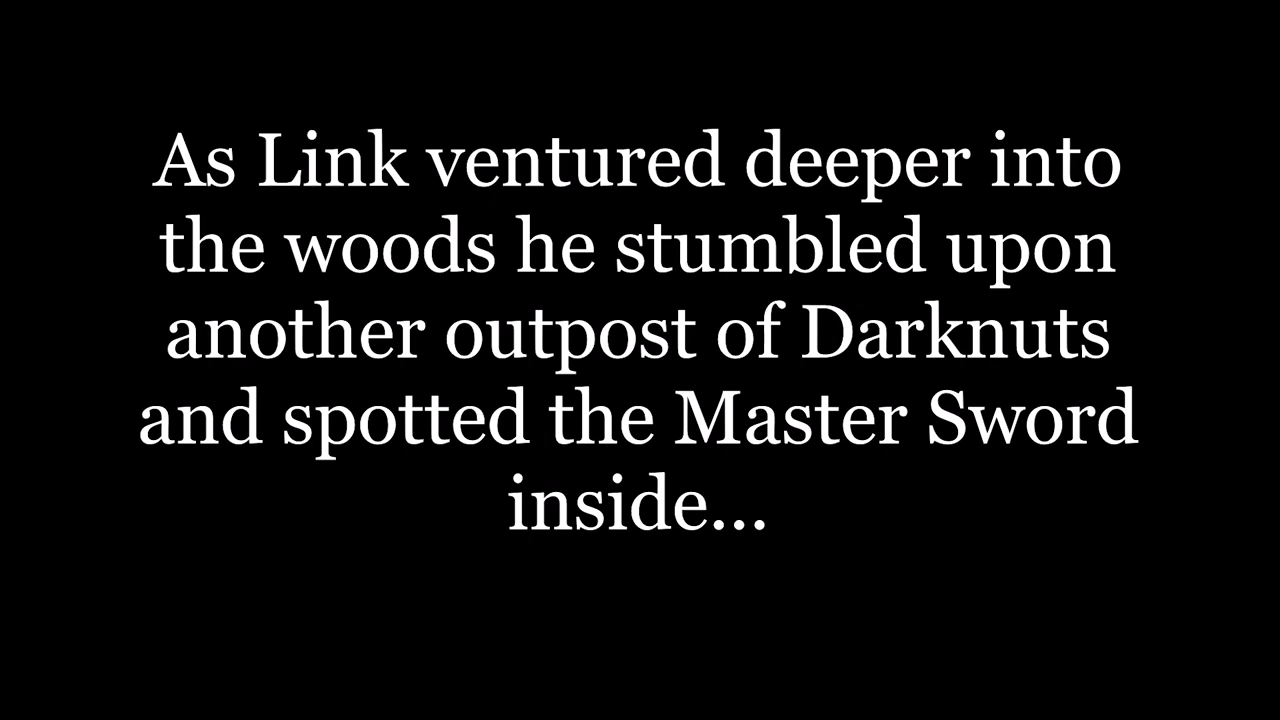 As Link ventured deeper into
the woods he stumbled upon
another outpost of Darknuts
and spotted the Master Sword
inside...